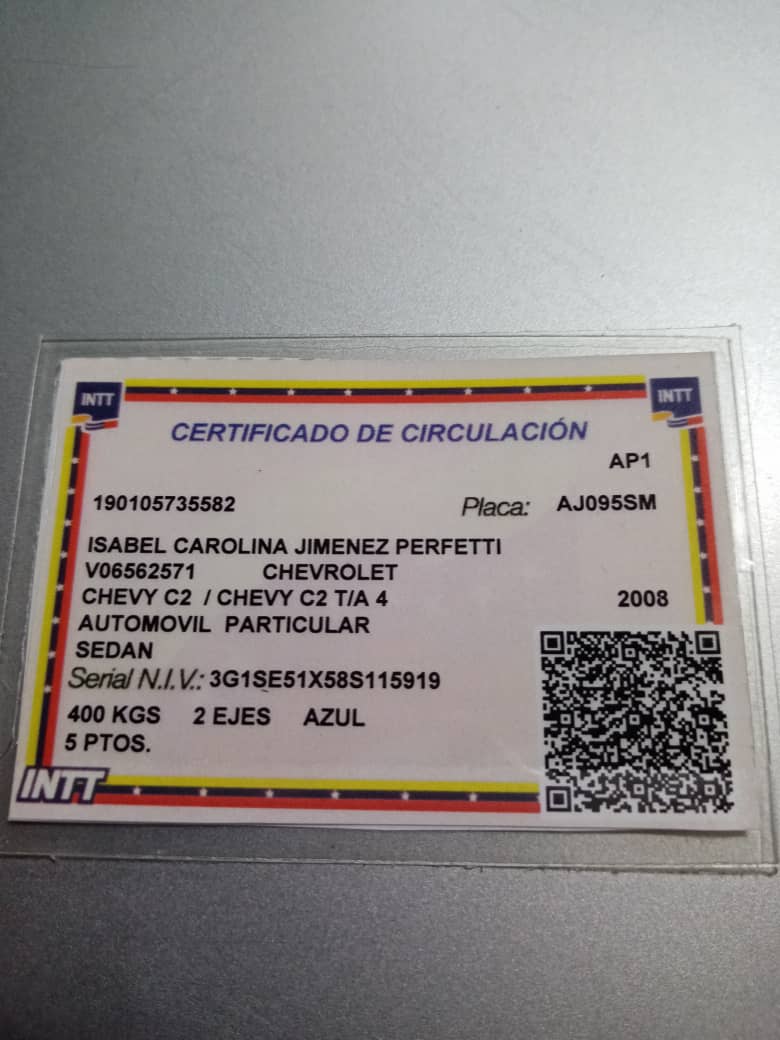 INTT
INTT
CERTIFICADO DE CIRCULACIÓN
AP1
190105735582 Placa: AJ095SM
ISABEL CAROLINA JIMENEZ PERFETTI
V06562571 CHEVROLET
CHEVY C2 / CHEVY C2 T/A 4 2008
AUTOMOVIL PARTICULAR
SEDAN
Serial N.I.V.: 3G1SE51X58S115919
400 KGS 2 EJES AZUL
5 PTOS.
INTT